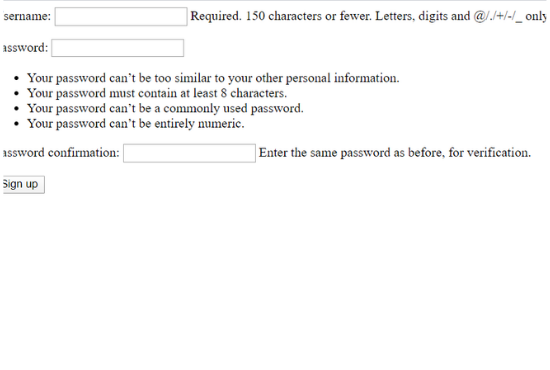 sername: Required. 150 characters or fewer. Letters, digits and @/./+/-/_ only
assword:
• Your password can't be too similar to your other personal information.
• Your password must contain at least 8 characters.
• Your password can't be a commonly used password.
• Your password can't be entirely numeric.
assword confirmation: Enter the same password as before, for verification.
Sign up